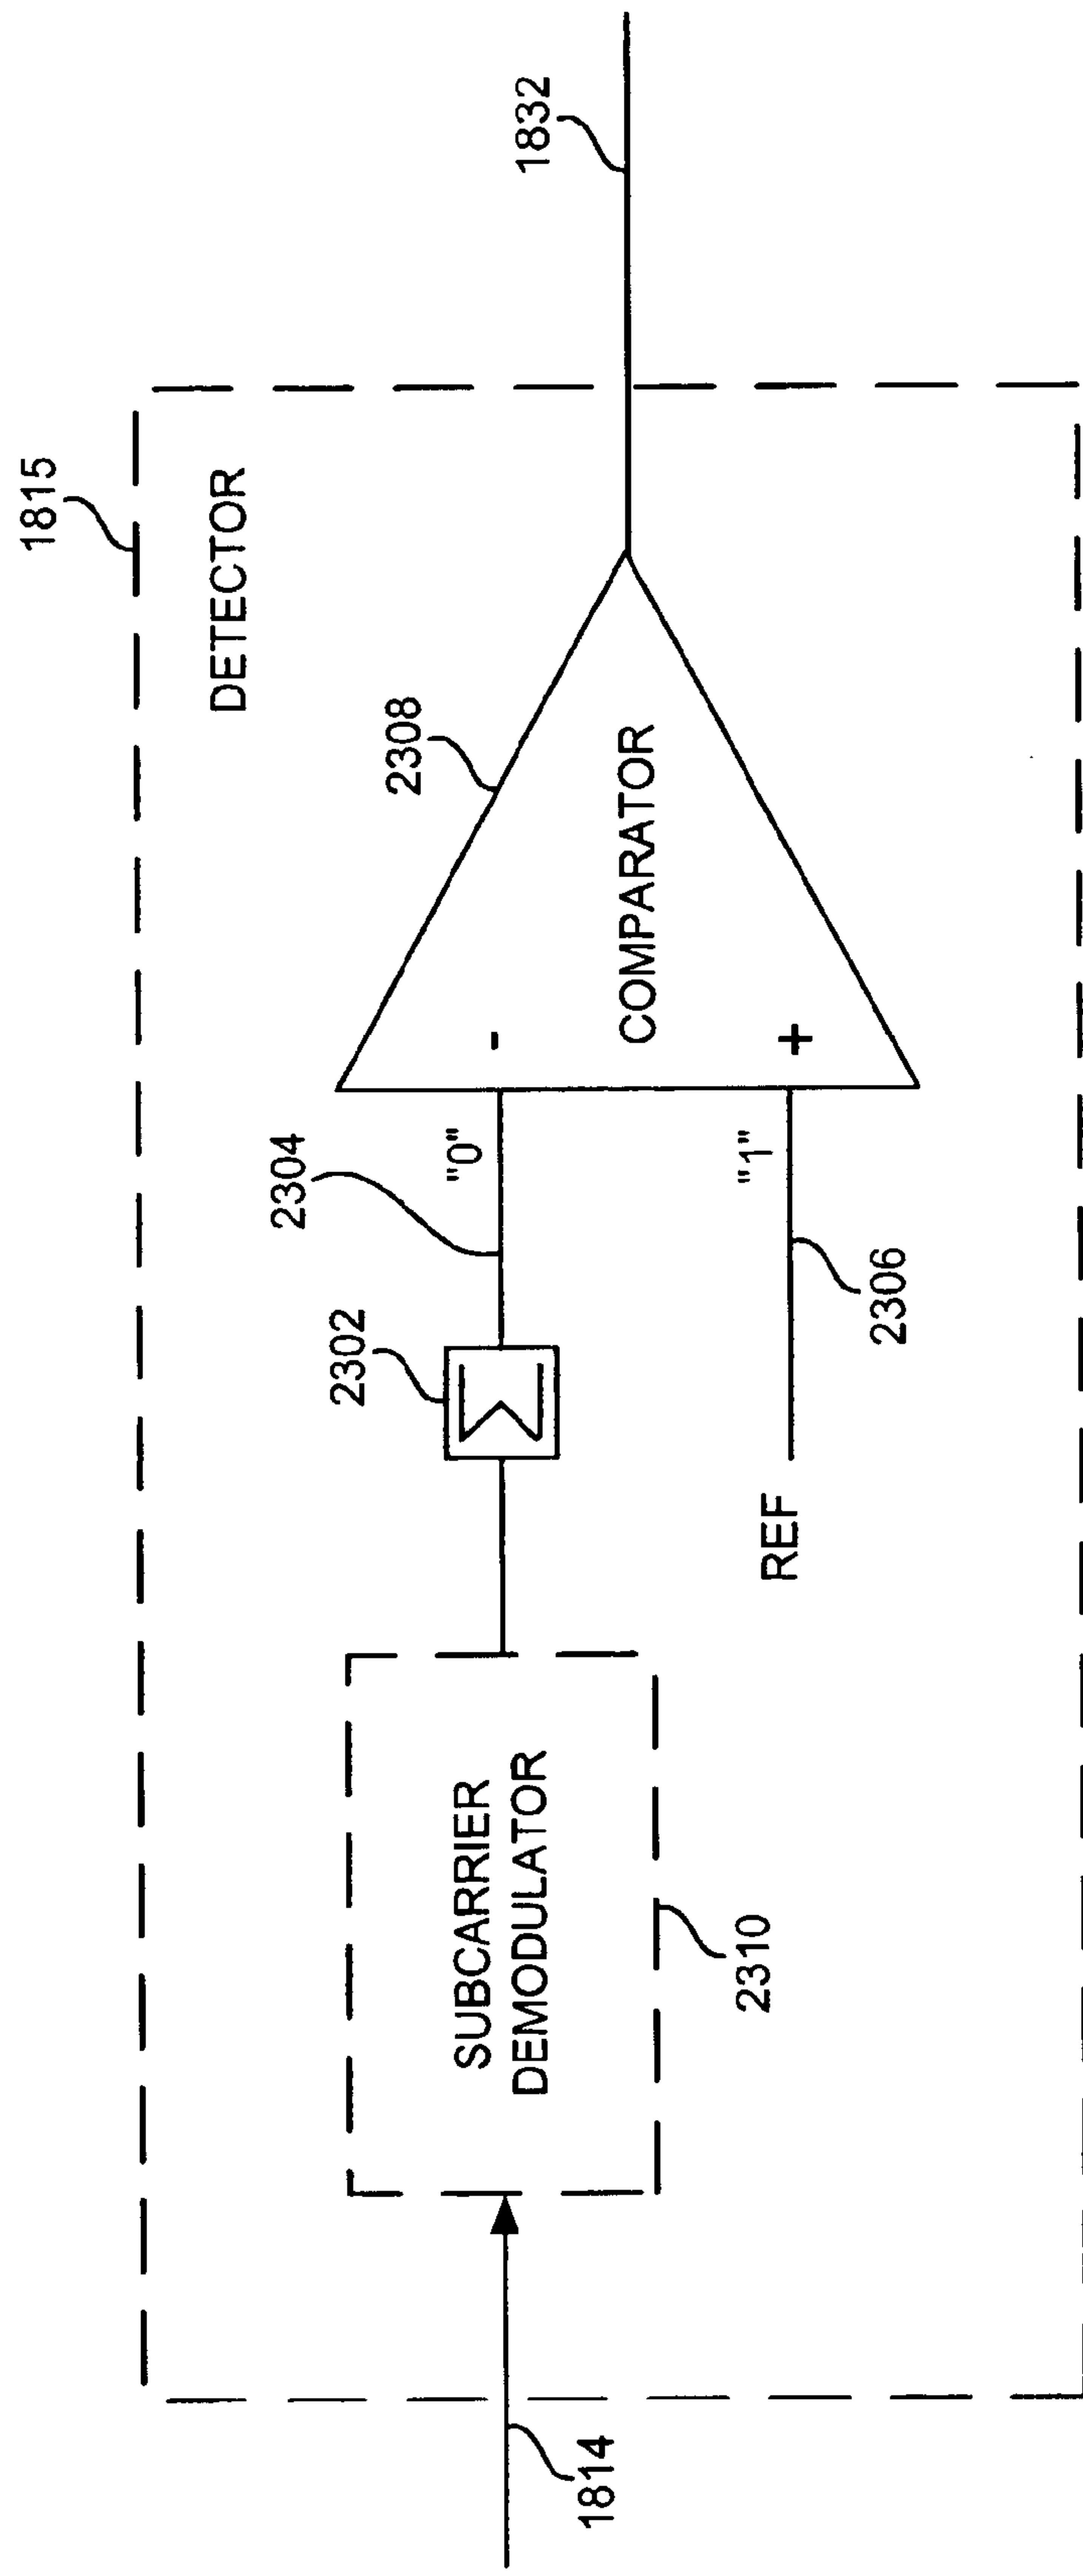 1815
DETECTOR
1814
SUBCARRIER
DEMODULATOR
2310
2302
2304
"0"
-
REF
2306
"1"
+
COMPARATOR
2308
1832